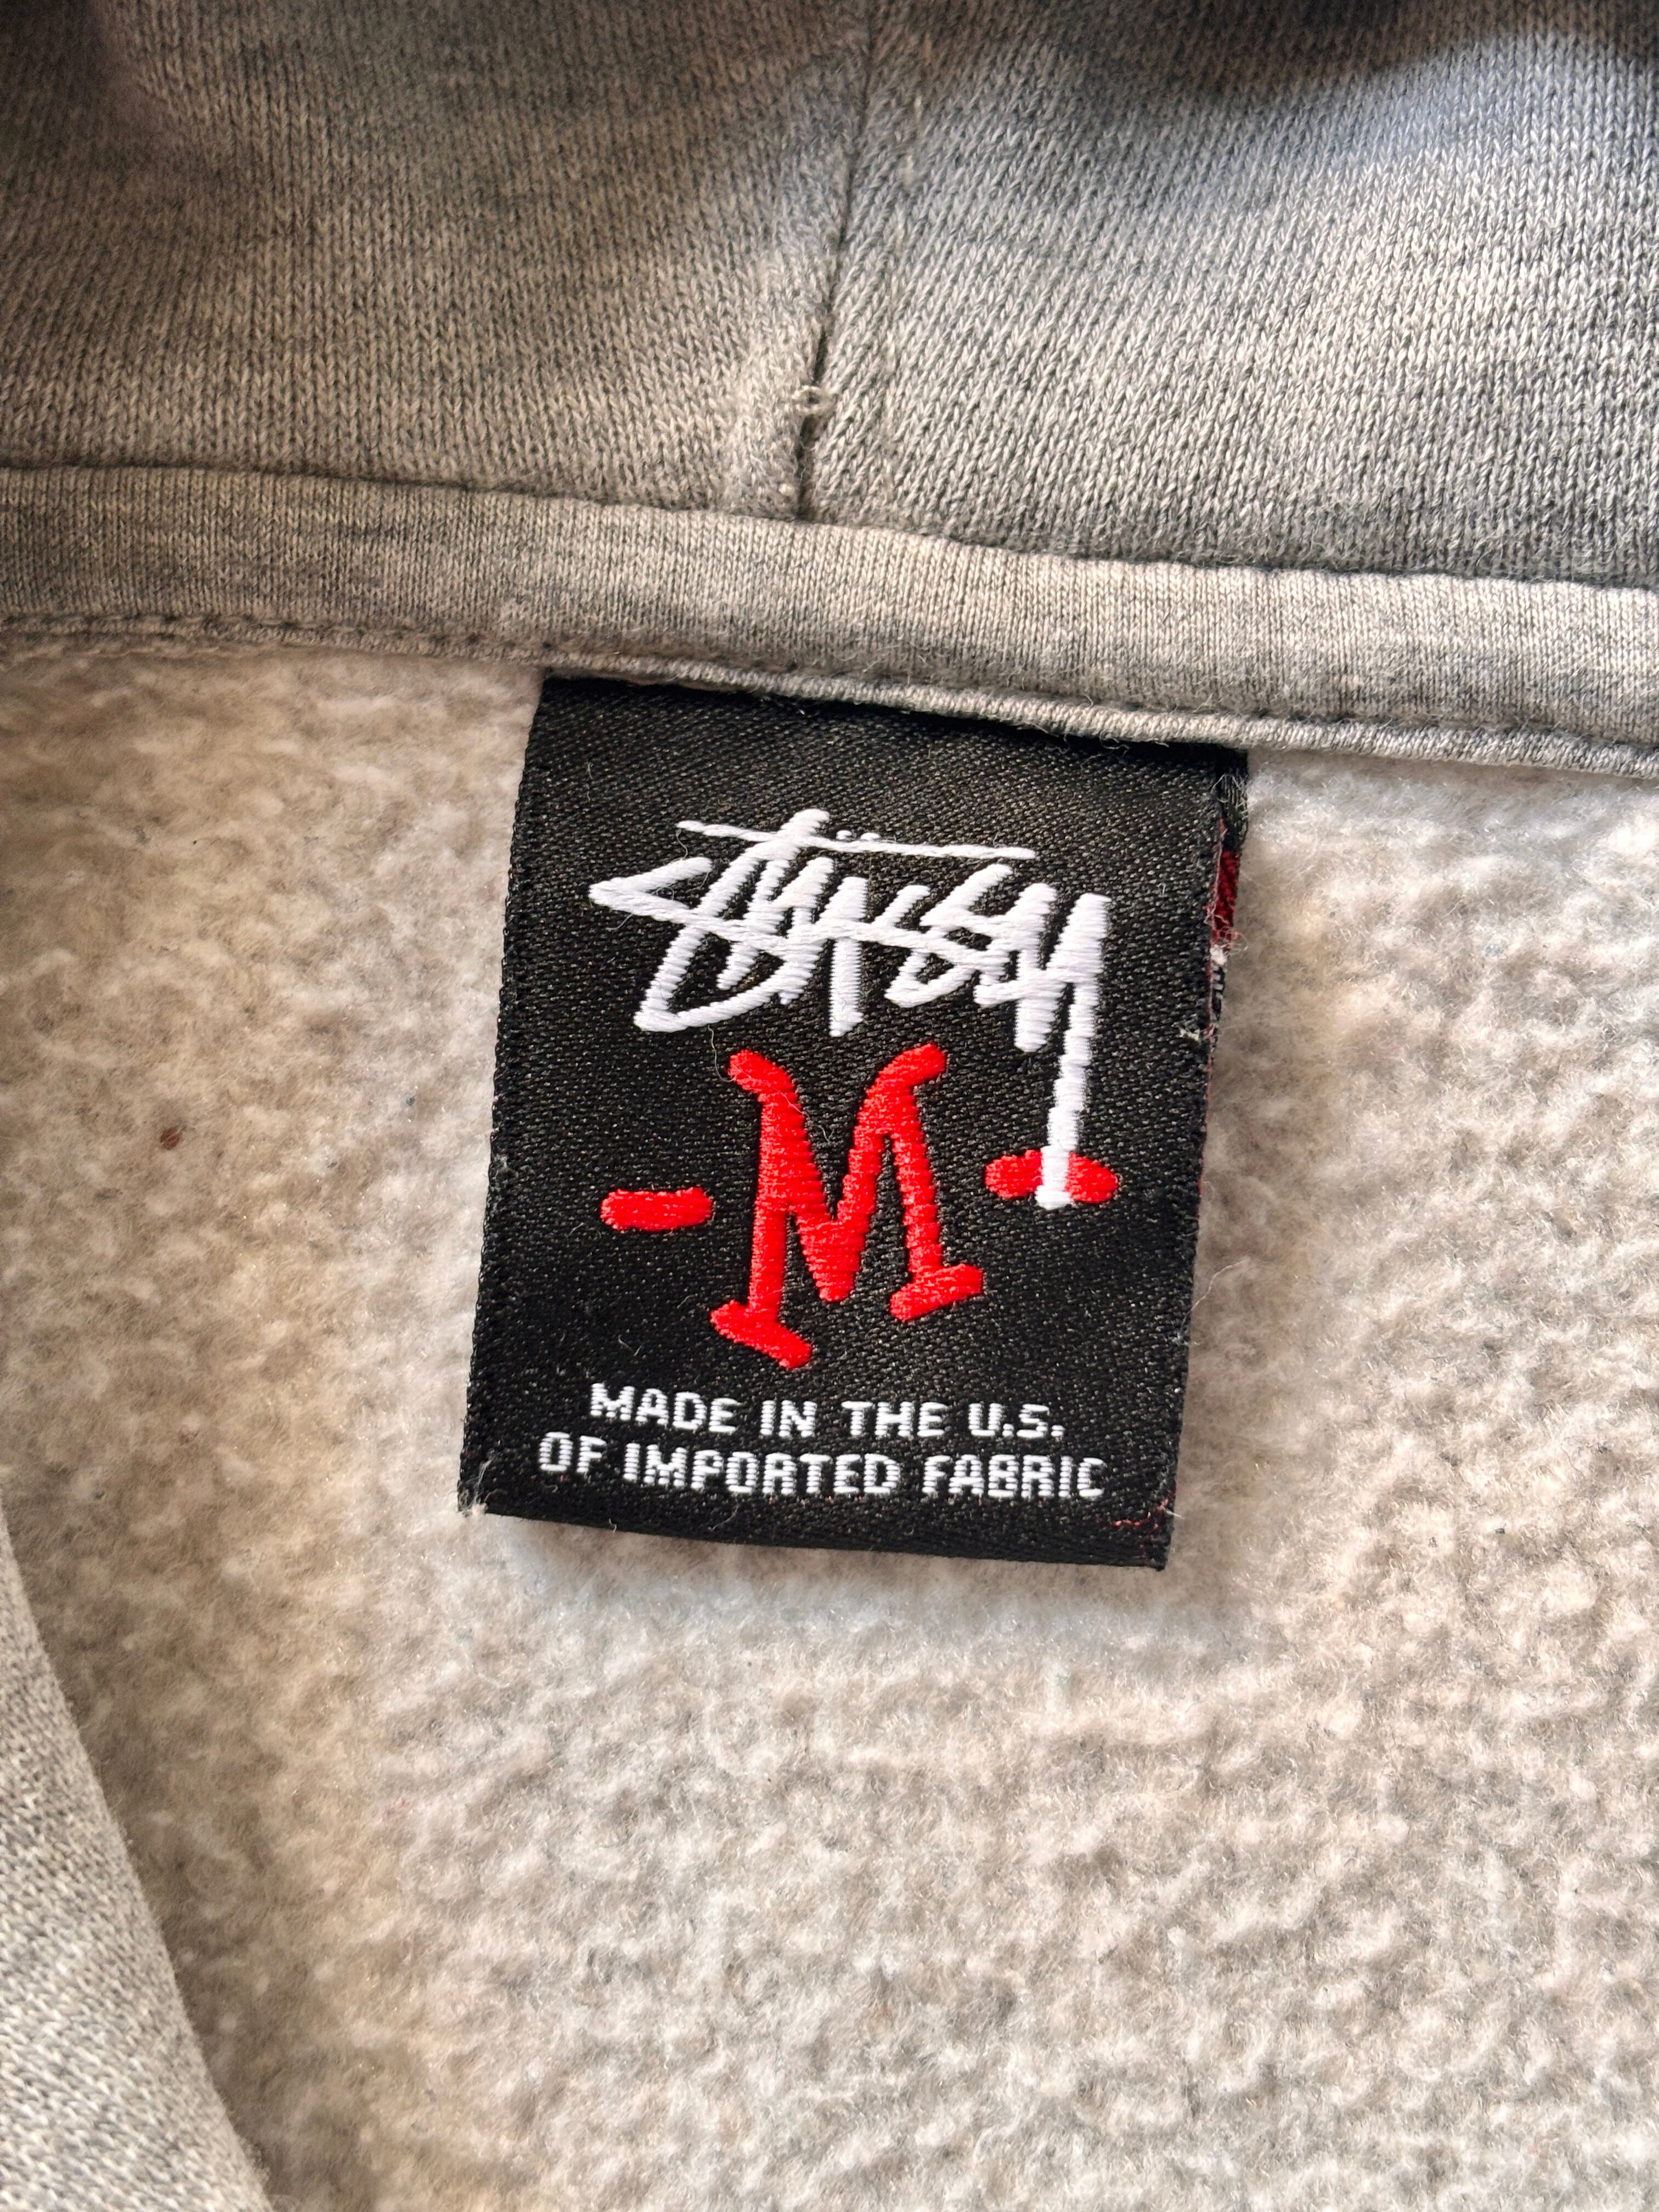 Stüssy
- M -
MADE IN THE U.S.
OF IMPORTED FABRIC